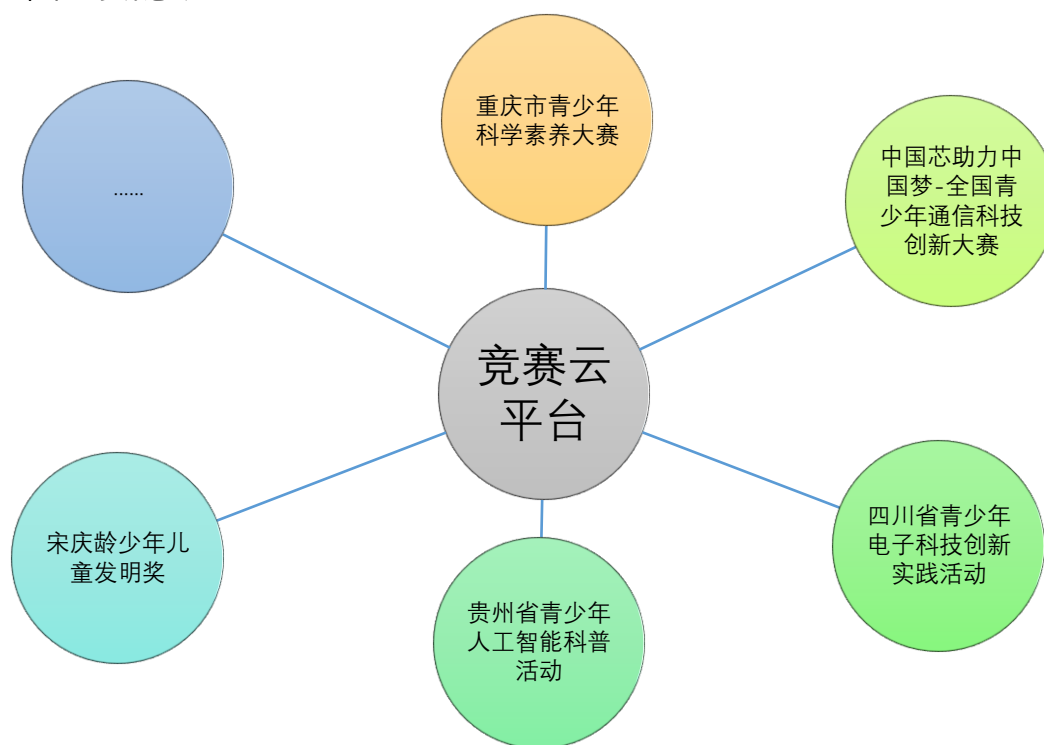 重庆市青少年
科学素养大赛
中国芯助力中
国梦-全国青
少年通信科技
创新大赛
......
竞赛云
平台
宋庆龄少年儿
童发明奖
四川省青少年
电子科技创新
实践活动
贵州省青少年
人工智能科普
活动